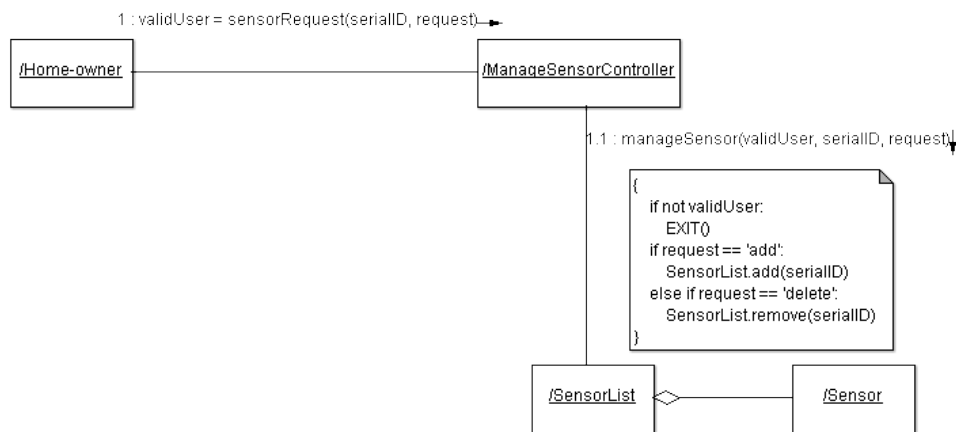 1 : validUser = sensorRequest(serialID, request)
/Home-owner
/ManageSensorController
1.1 : manageSensor(validUser, serialID, request)
{
if not validUser:
EXIT()
if request == 'add':
SensorList.add(serialID)
else if request == 'delete':
SensorList.remove(serialID)
}
/SensorList
/Sensor